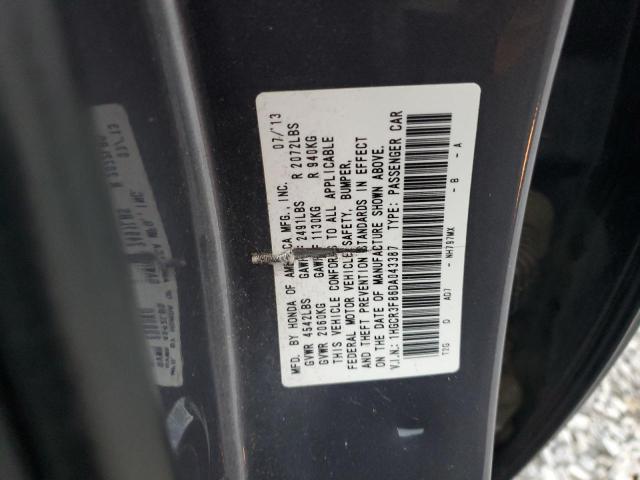 MFD. BY HONDA OF AMERICA MFG., INC. 07/'13
GVWR 4542LBS GAWR F 2491LBS R 2072LBS
GVWR 2060KG GAWR F 1130KG R 940KG
THIS VEHICLE CONFORMS TO ALL APPLICABLE
FEDERAL MOTOR VEHICLE SAFETY, BUMPER,
AND THEFT PREVENTION STANDARDS IN EFFECT
ON THE DATE OF MANUFACTURE SHOWN ABOVE.
V.I.N.: 1HGCR3F86DA043387 TYPE: PASSENGER CAR
T2G D A07 - NH797MX - B - A